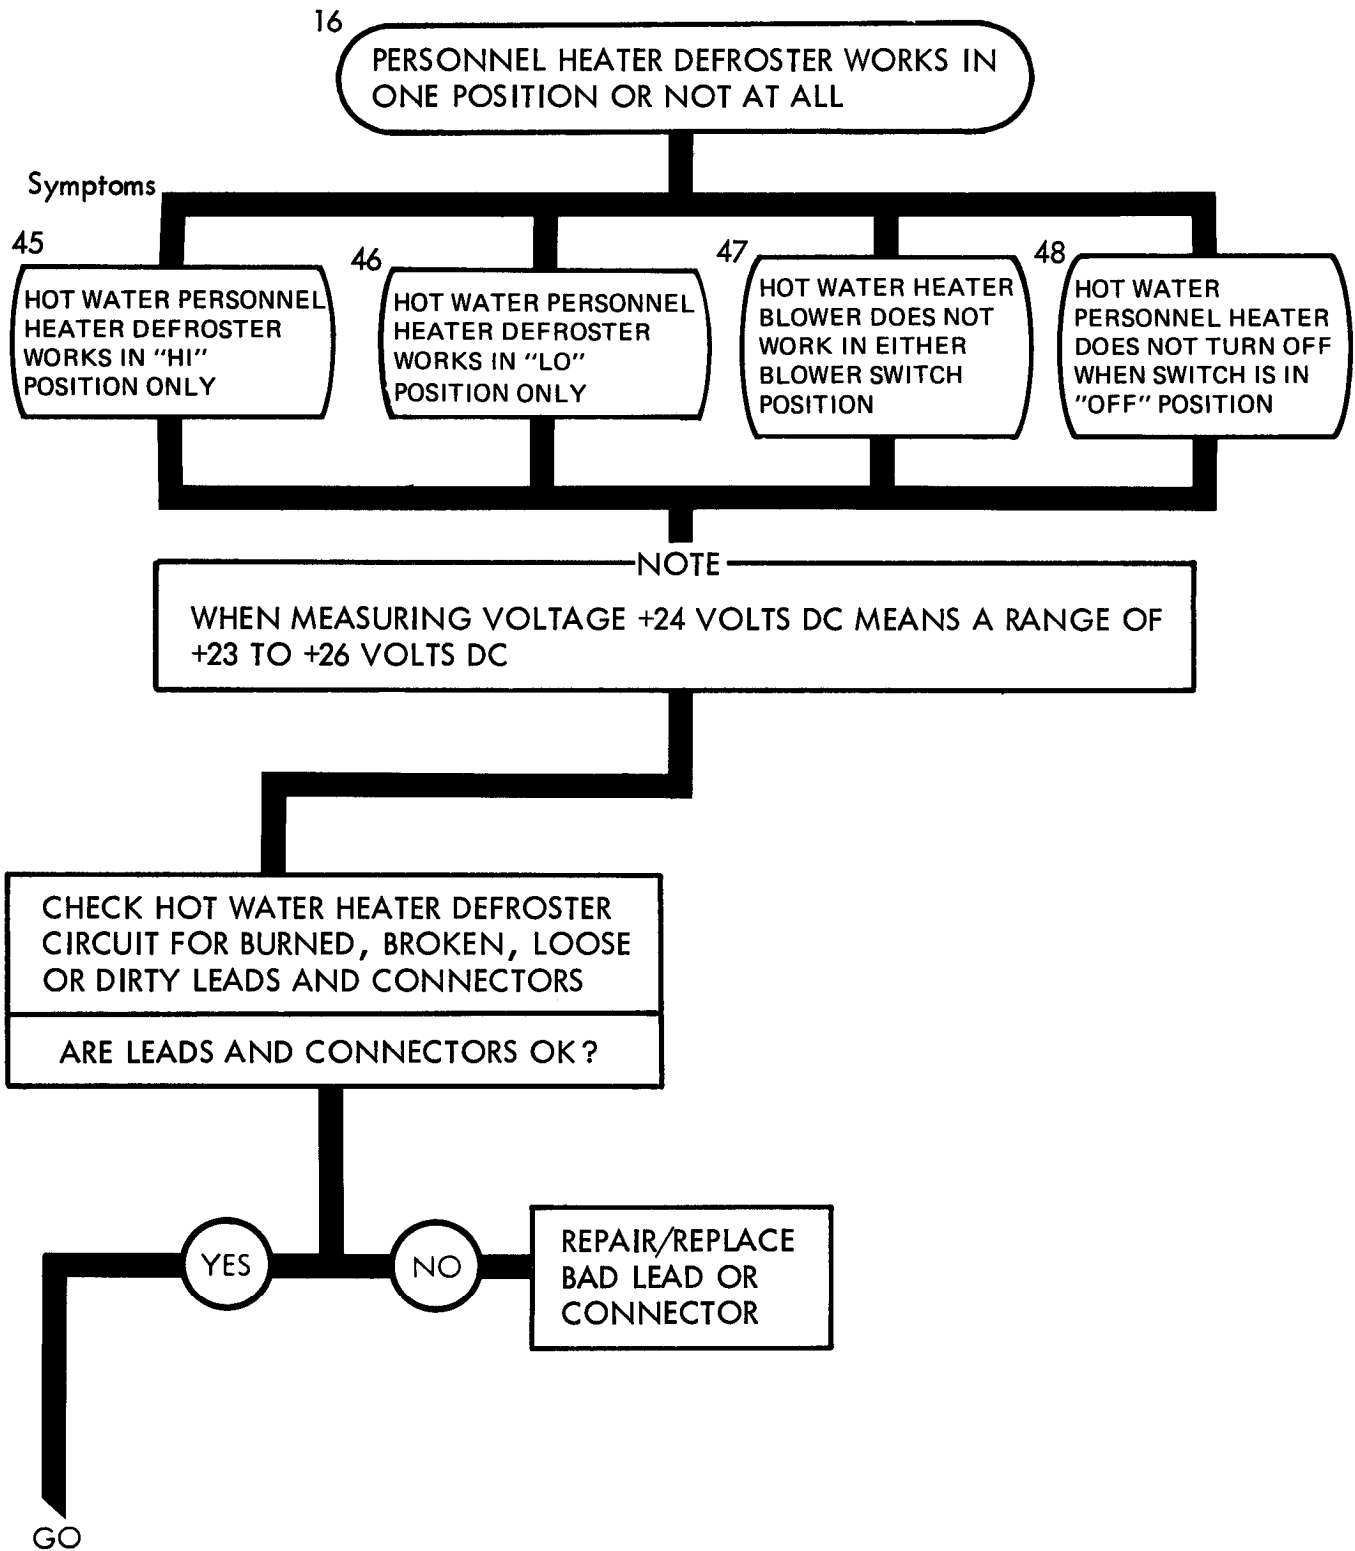 16
PERSONNEL HEATER DEFROSTER WORKS IN
ONE POSITION OR NOT AT ALL
Symptoms
45
HOT WATER PERSONNEL
HEATER DEFROSTER
WORKS IN "HI"
POSITION ONLY
46
HOT WATER PERSONNEL
HEATER DEFROSTER
WORKS IN "LO"
POSITION ONLY
47
HOT WATER HEATER
BLOWER DOES NOT
WORK IN EITHER
BLOWER SWITCH
POSITION
48
HOT WATER
PERSONNEL HEATER
DOES NOT TURN OFF
WHEN SWITCH IS IN
"OFF" POSITION
NOTE
WHEN MEASURING VOLTAGE +24 VOLTS DC MEANS A RANGE OF
+23 TO +26 VOLTS DC
CHECK HOT WATER HEATER DEFROSTER
CIRCUIT FOR BURNED, BROKEN, LOOSE
OR DIRTY LEADS AND CONNECTORS
ARE LEADS AND CONNECTORS OK?
YES
NO
REPAIR/REPLACE
BAD LEAD OR
CONNECTOR
GO